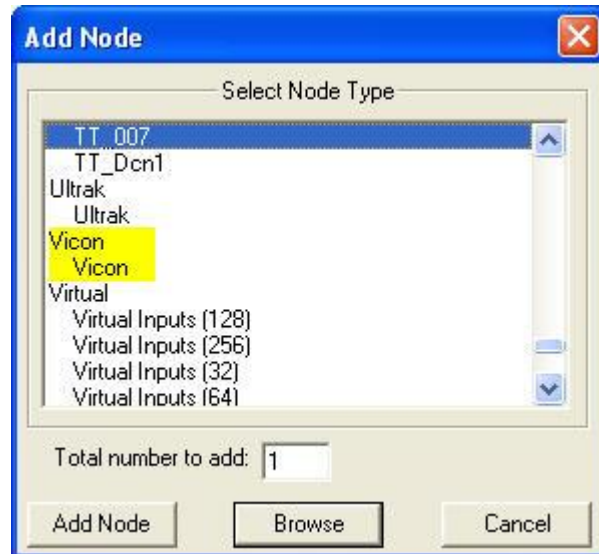 Add Node
Select Node Type
TT_007
TT_Dcn1
Ultrak
Ultrak
Vicon
Vicon
Virtual
Virtual Inputs (128)
Virtual Inputs (256)
Virtual Inputs (32)
Virtual Inputs (64)
Total number to add: 1
Add Node Browse Cancel